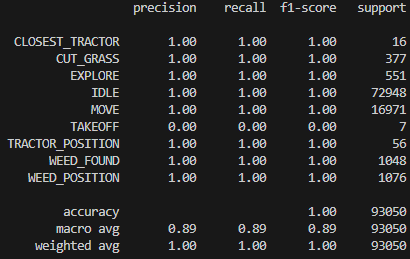 precision recall f1-score support
CLOSEST_TRACTOR 1.00 1.00 1.00 16
CUT_GRASS 1.00 1.00 1.00 377
EXPLORE 1.00 1.00 1.00 551
IDLE 1.00 1.00 1.00 72948
MOVE 1.00 1.00 1.00 16971
TAKEOFF 0.00 0.00 0.00 7
TRACTOR_POSITION 1.00 1.00 1.00 56
WEED_FOUND 1.00 1.00 1.00 1048
WEED_POSITION 1.00 1.00 1.00 1076
accuracy 1.00 93050
macro avg 0.89 0.89 0.89 93050
weighted avg 1.00 1.00 1.00 93050